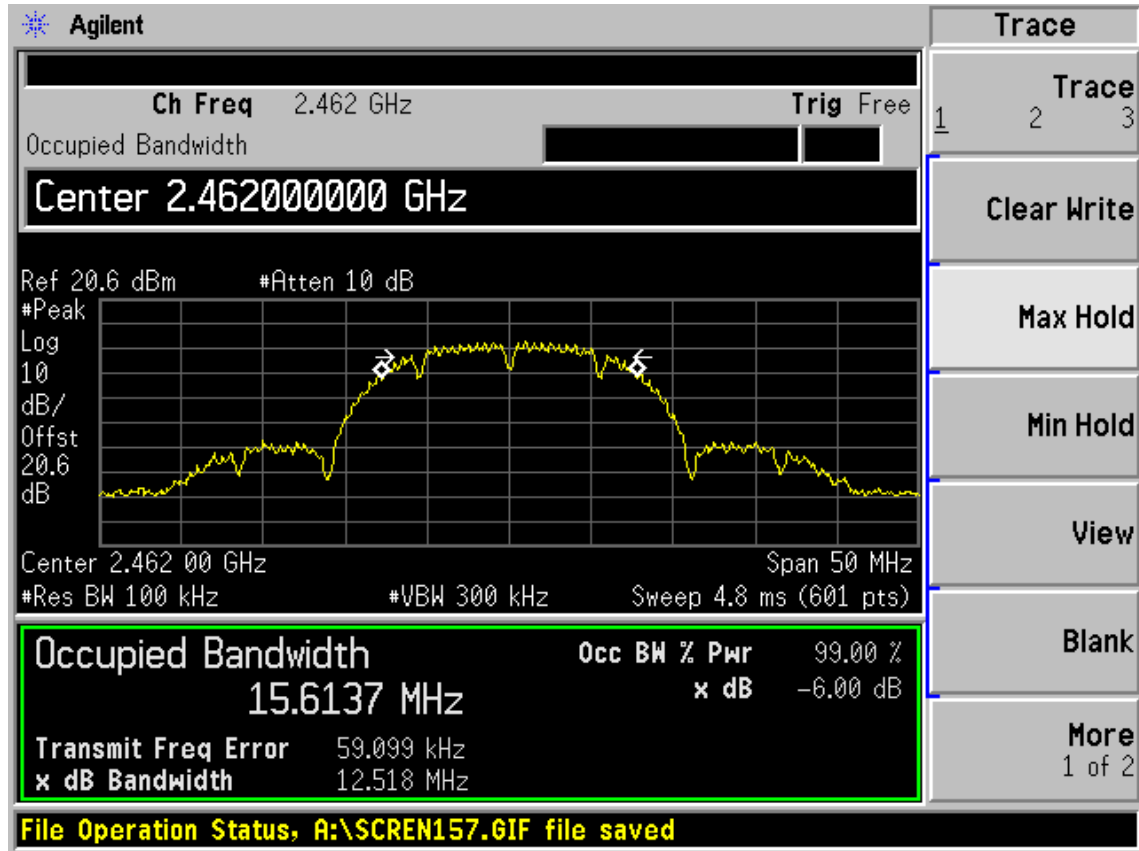 Agilent
Trace
Ch Freq 2.462 GHz Trig Free
Occupied Bandwidth
Center 2.462000000 GHz
Ref 20.6 dBm #Atten 10 dB
#Peak
Log
10
dB/
Offst
20.6
dB
Center 2.462 00 GHz Span 50 MHz
#Res BW 100 kHz #VBW 300 kHz Sweep 4.8 ms (601 pts)
Occupied Bandwidth
15.6137 MHz
Occ BW % Pwr 99.00 %
x dB -6.00 dB
Transmit Freq Error 59.099 kHz
x dB Bandwidth 12.518 MHz
File Operation Status, A:\SCREN157.GIF file saved
Trace
1 2 3
Clear Write
Max Hold
Min Hold
View
Blank
More
1 of 2